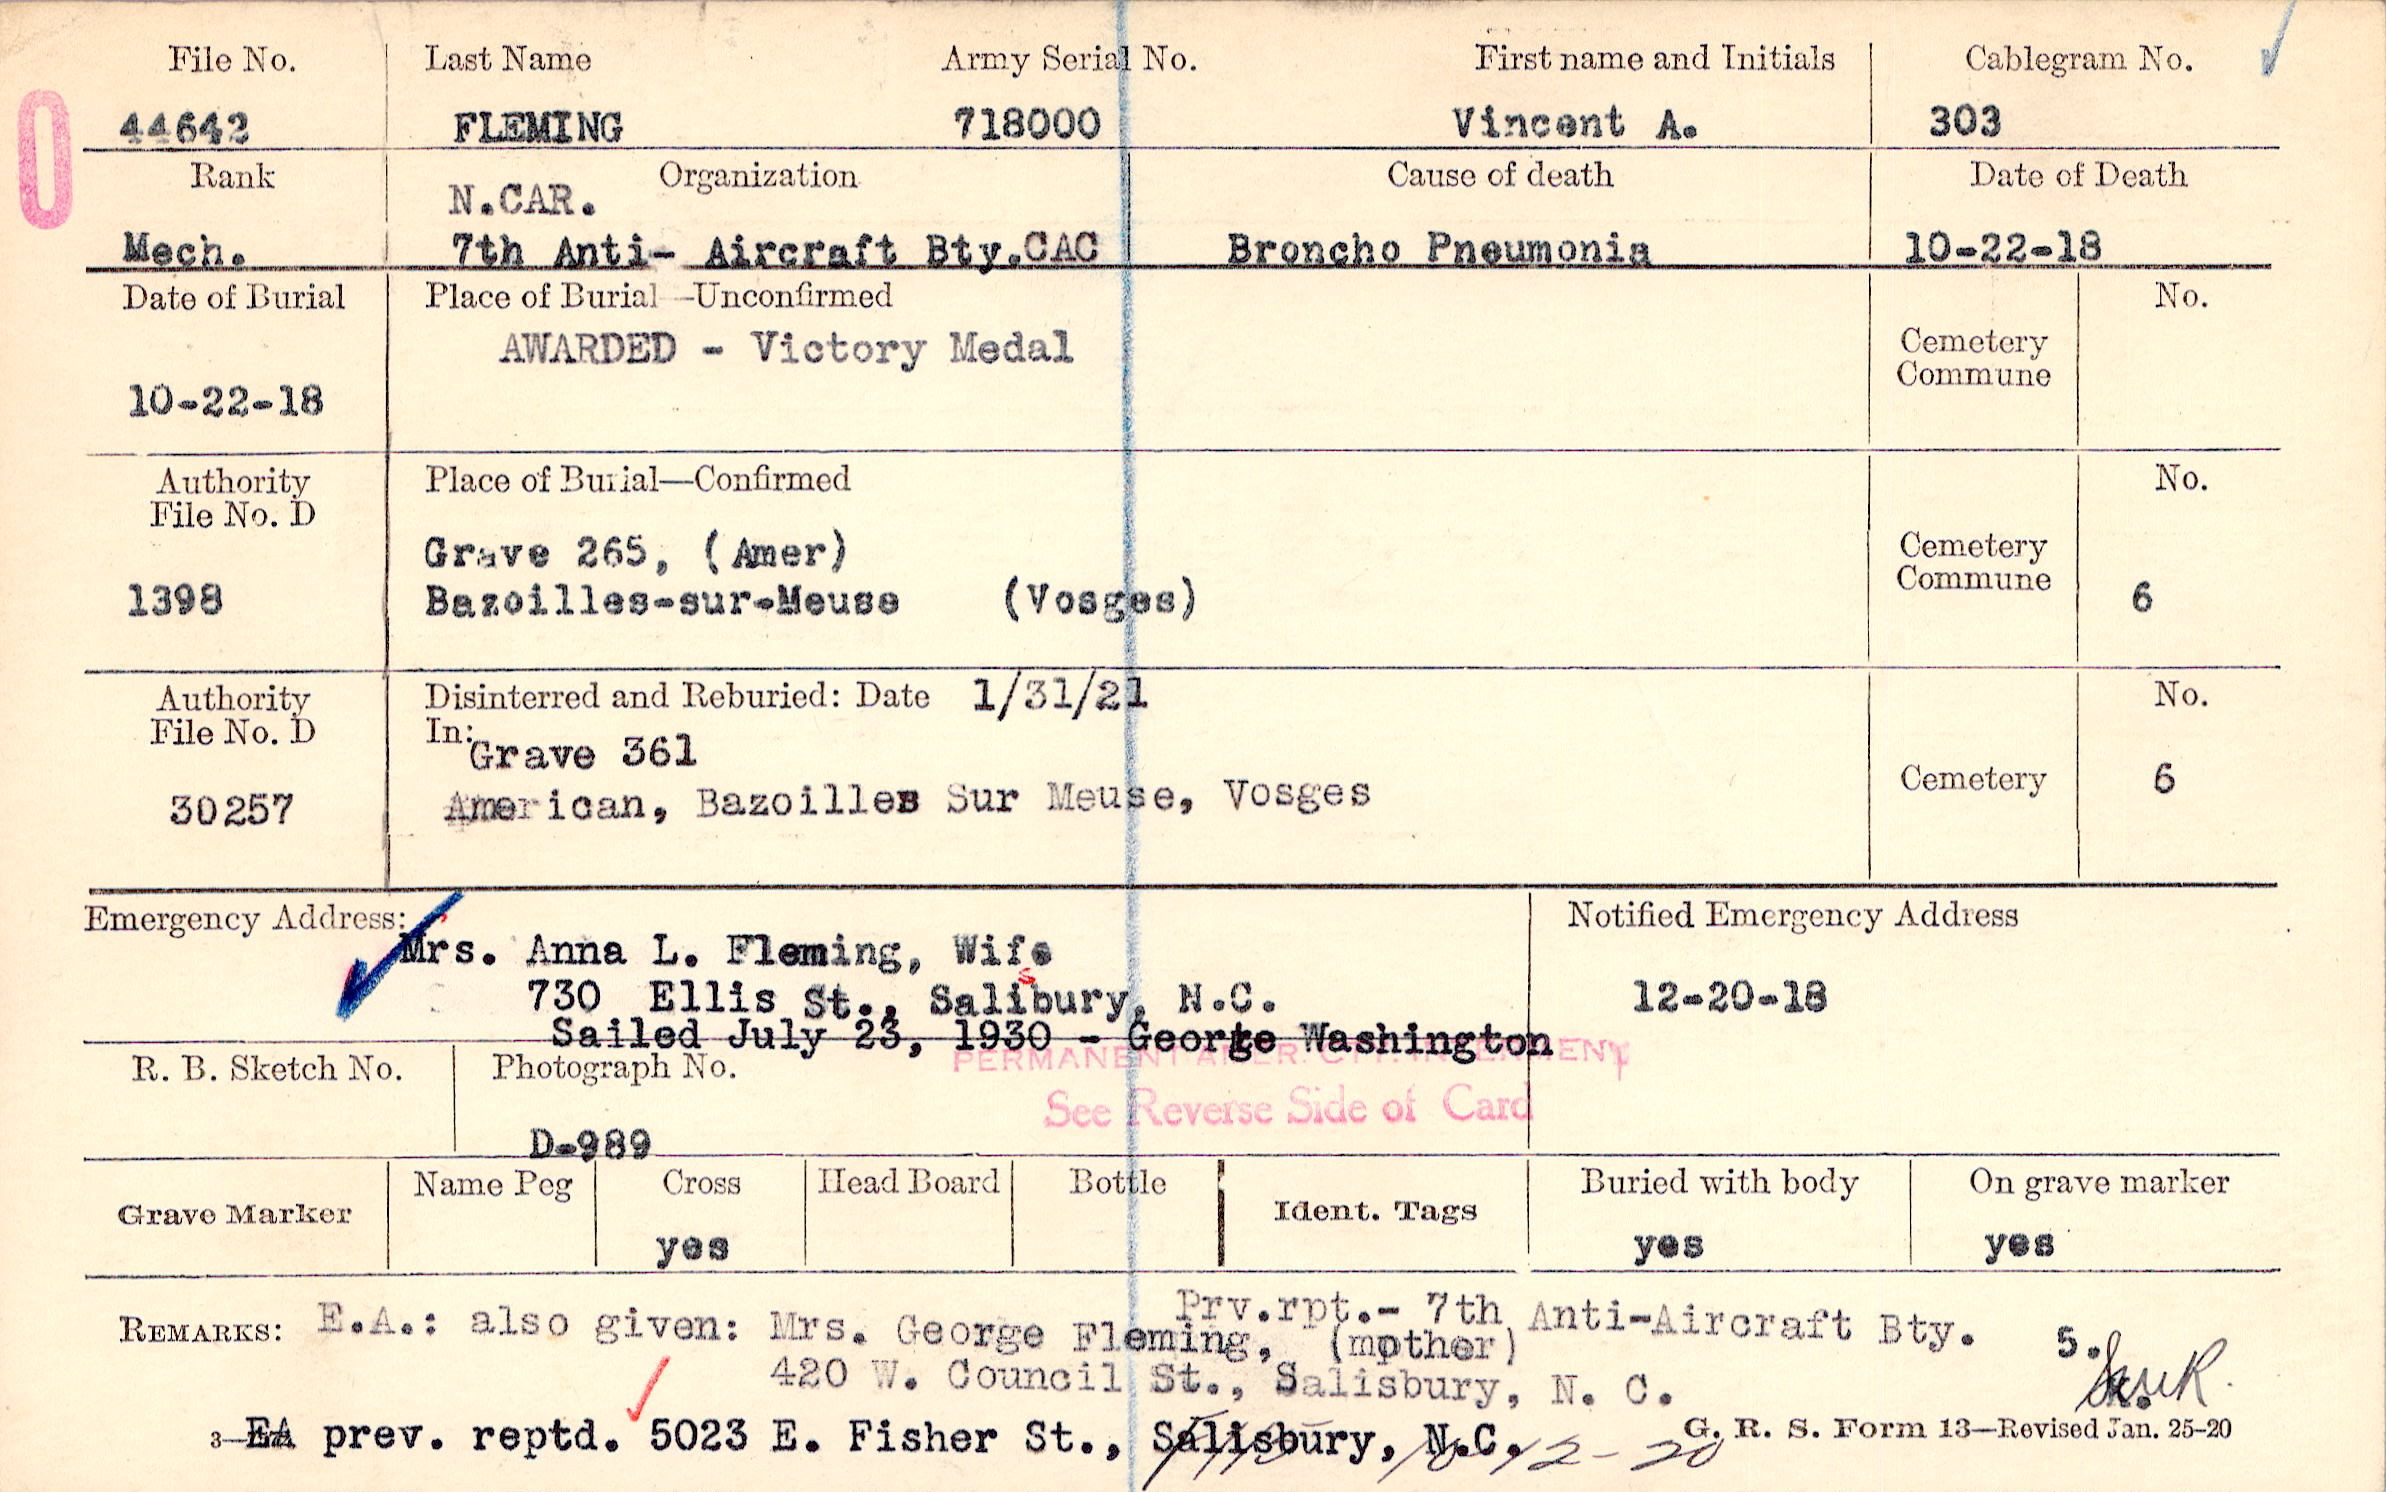 File No. Last Name Army Serial No. First name and Initials Cablegram No.
0
44642 FLEMING 718000 Vincent A. 303
Rank Organization Cause of death Date of Death
N.CAR.
Mech. 7th Anti- Aircraft Bty.CAC Broncho Pneumonia 10-22-18
Date of Burial Place of Burial —Unconfirmed No.
AWARDED - Victory Medal
Cemetery
Commune
10-22-18
Authority Place of Burial—Confirmed No.
File No. D
Grave 265, (Amer) Cemetery
Commune
1398 Bazoilles-sur-Meuse (Vosges) 6
Authority Disinterred and Reburied: Date 1/31/21 No.
File No. D In:
Grave 361
Cemetery 6
30257 American, Bazoilles Sur Meuse, Vosges
Emergency Address: Notified Emergency Address
Mrs. Anna L. Fleming, Wife
s
730 Ellis St., Salibury, N.C. 12-20-18
Sailed July 23, 1930 - George Washington
PERMANENT AMER.
R. B. Sketch No. Photograph No.
See Reverse Side of Card
D-989
Name Peg Cross Head Board Bottle Buried with body On grave marker
Grave Marker Ident. Tags
yes yes yes
Prv.rpt.- 7th Anti-Aircraft Bty. 5.
REMARKS: E.A.: also given: Mrs. George Fleming, (mother)
420 W. Council St., Salisbury, N. C.
3— EA prev. reptd. 5023 E. Fisher St., Salisbury, N.C. G. R. S. Form 13—Revised Jan. 25-20